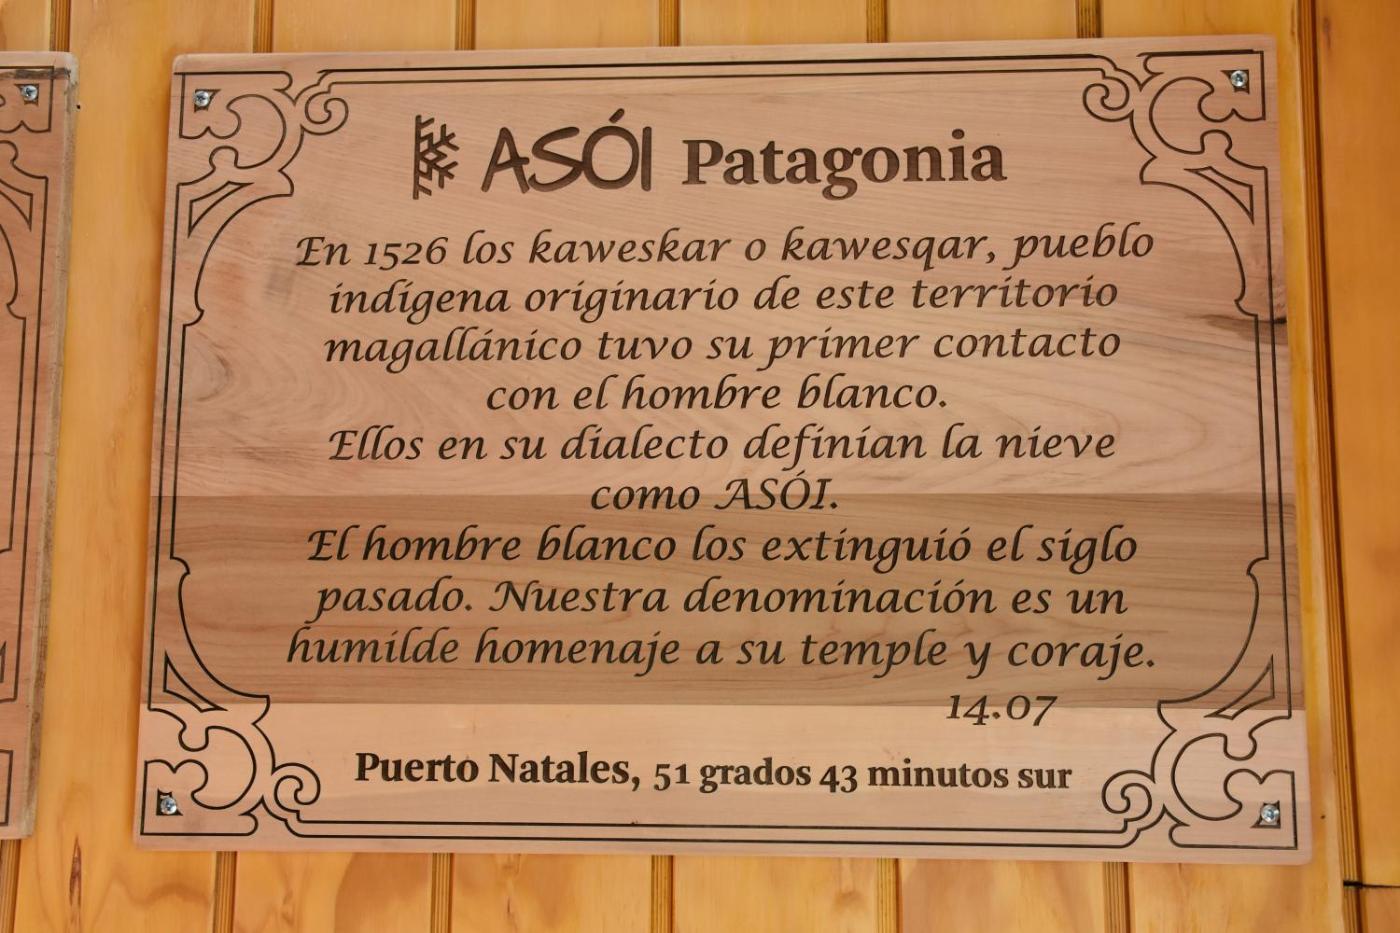 ASÓI Patagonia
En 1526 los kaweskar o kawesqar, pueblo
indígena originario de este territorio
magallánico tuvo su primer contacto
con el hombre blanco.
Ellos en su dialecto definían la nieve
como ASÓI.
El hombre blanco los extinguió el siglo
pasado. Nuestra denominación es un
humilde homenaje a su temple y coraje.
14.07
Puerto Natales, 51 grados 43 minutos sur